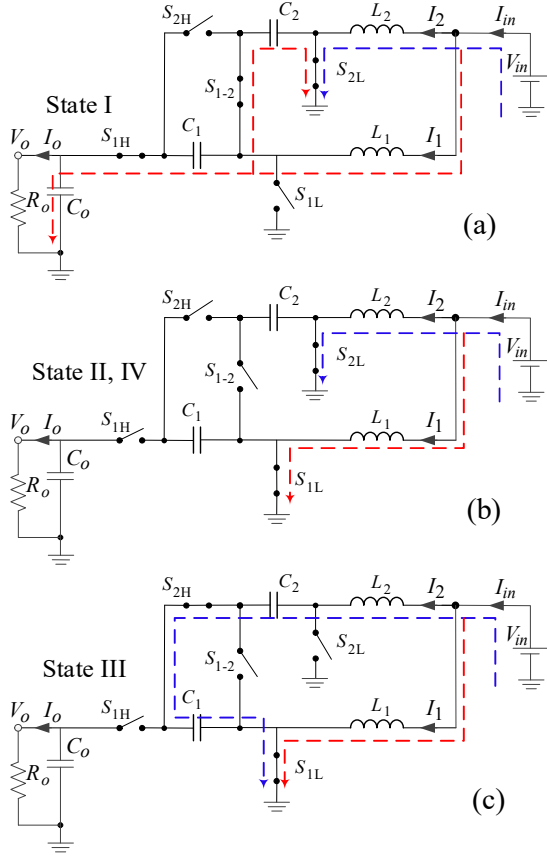 S2H C2 L2 I2 Iin
State I S1-2 S2L Vin
Vo Io S1H C1 L1 I1
Ro Co S1L (a)
S2H C2 L2 I2 Iin
State II, IV S1-2 S2L Vin
Vo Io S1H C1 L1 I1
Ro Co S1L (b)
S2H C2 L2 I2 Iin
State III S1-2 S2L Vin
Vo Io S1H C1 L1 I1
Ro Co S1L (c)